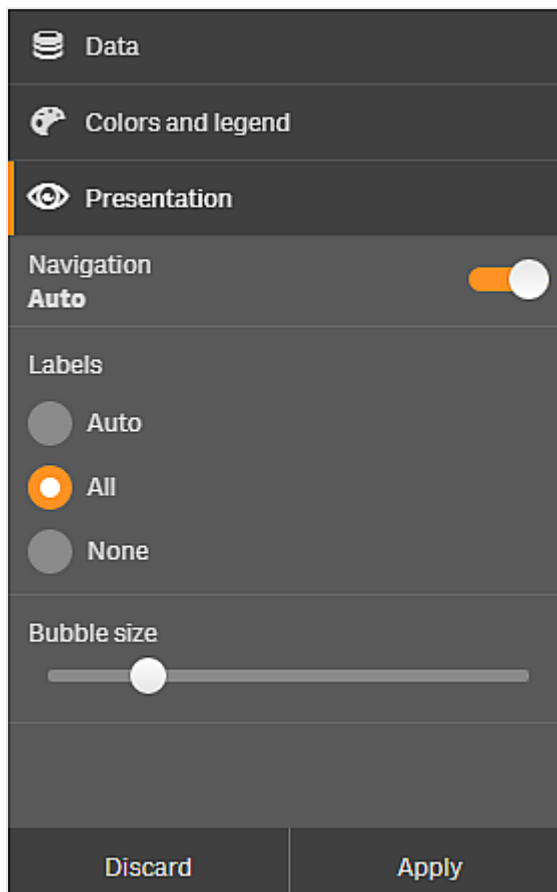 Data
Colors and legend
Presentation
Navigation
Auto
Labels
Auto
All
None
Bubble size
Discard
Apply